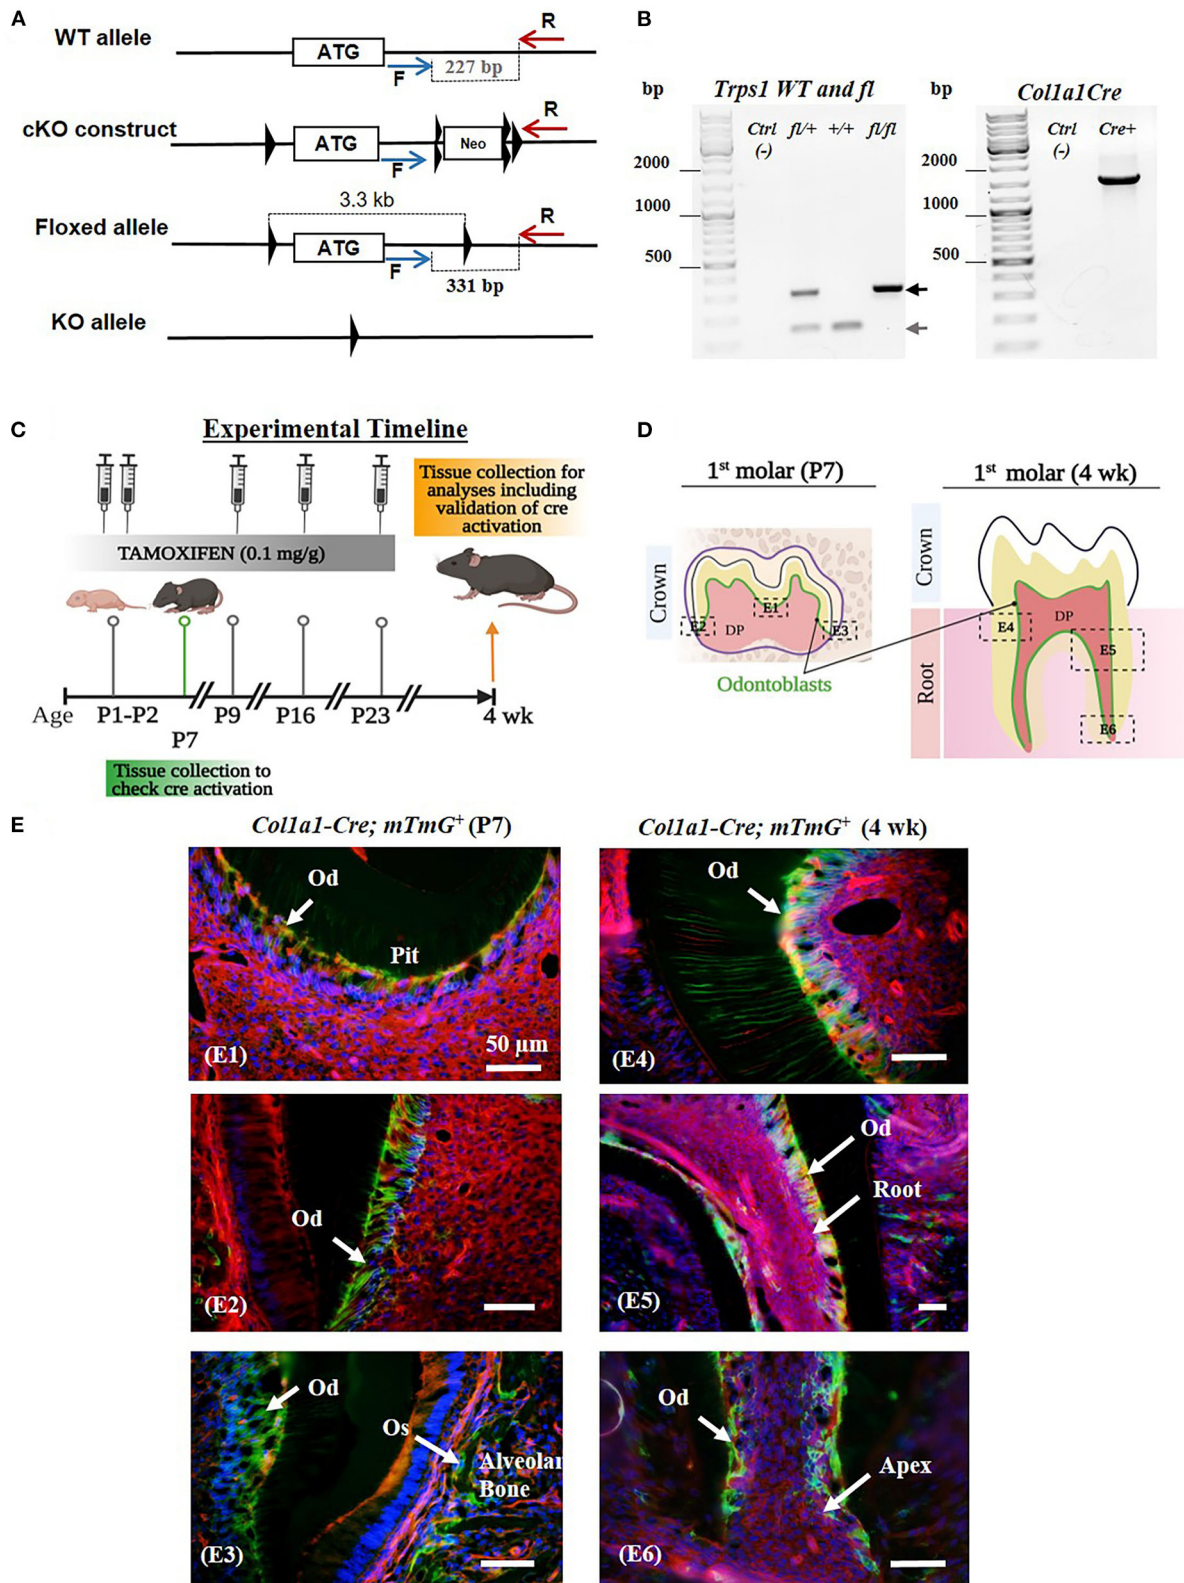 A
WT allele
ATG
F
R
227 bp
cKO construct
ATG
F
Neo
R
3.3 kb
Floxed allele
ATG
F
R
331 bp
KO allele
B
bp
Trps1 WT and fl
Ctrl
(-)
fl/+
+/+
fl/fl
2000
1000
500
bp
Col1a1Cre
Ctrl
(-)
Cre+
2000
1000
500
C
Experimental Timeline
Tissue collection for
analyses including
validation of cre
activation
TAMOXIFEN (0.1 mg/g)
Age
P1-P2
P7
P9
P16
P23
4 wk
Tissue collection to
check cre activation
D
1st molar (P7)
1st molar (4 wk)
Crown
E1
E2
DP
E3
Odontoblasts
Crown
Root
E4
DP
E5
E6
E
Col1a1-Cre; mTmG+ (P7)
Col1a1-Cre; mTmG+ (4 wk)
Od
Pit
50 µm
(E1)
Od
(E4)
Od
(E2)
Od
Root
(E5)
Od
Os
Alveolar
Bone
(E3)
Od
Apex
(E6)